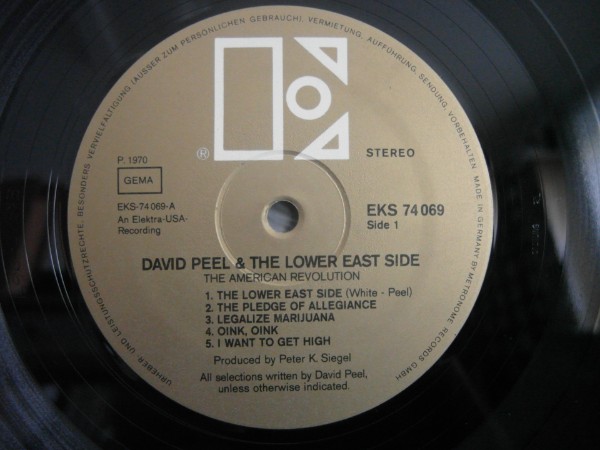 URHEBER UND LEISTUNGSSCHUTZRECHTE, BESONDERS VERVIELFÄLTIGUNG (AUSSER ZUM PERSÖNLICHEN GEBRAUCH), VERMIETUNG, AUFFÜHRUNG, SENDUNG, VORBEHALTEN. MADE IN GERMANY BY METRONOME RECORDS GMBH
®
P. 1970
STEREO
GEMA
EKS-74069-A
An Elektra-USA-
Recording
EKS 74 069
Side 1
DAVID PEEL & THE LOWER EAST SIDE
THE AMERICAN REVOLUTION
1. THE LOWER EAST SIDE (White - Peel)
2. THE PLEDGE OF ALLEGIANCE
3. LEGALIZE MARIJUANA
4. OINK, OINK
5. I WANT TO GET HIGH
Produced by Peter K. Siegel
All selections written by David Peel,
unless otherwise indicated.